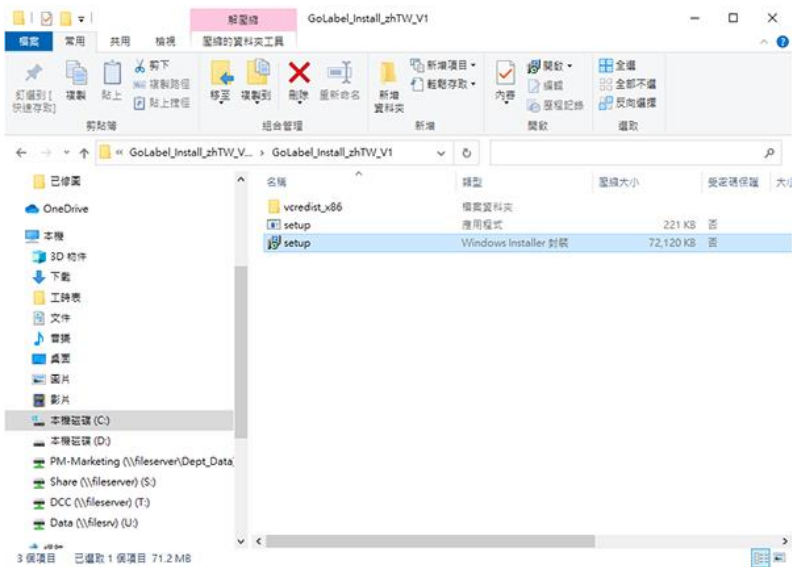 解壓縮
GoLabel_Install_zhTW_V1
檔案 常用 共用 檢視 壓縮的資料夾工具
釘選到 [快速存取]
複製
貼上
剪下
複製路徑
貼上捷徑
剪貼簿
移至
複製到
刪除
重新命名
組合管理
新增資料夾
新增項目
輕鬆存取
新增
內容
開啟
編輯
歷程記錄
開啟
全選
全部不選
反向選擇
選取
« GoLabel_Install_zhTW_V... › GoLabel_Install_zhTW_V1
名稱 類型 壓縮大小 受密碼保護 大小
vcredist_x86 檔案資料夾
setup 應用程式 221 KB 否
setup Windows Installer 封裝 72,120 KB 否
已修圖
OneDrive
本機
3D 物件
下載
工時表
文件
音樂
桌面
圖片
影片
本機磁碟 (C:)
本機磁碟 (D:)
PM-Marketing (\\fileserver\Dept_Data)
Share (\\fileserver) (S:)
DCC (\\fileserver) (T:)
Data (\\filesrv) (U:)
3 個項目 已選取 1 個項目 71.2 MB